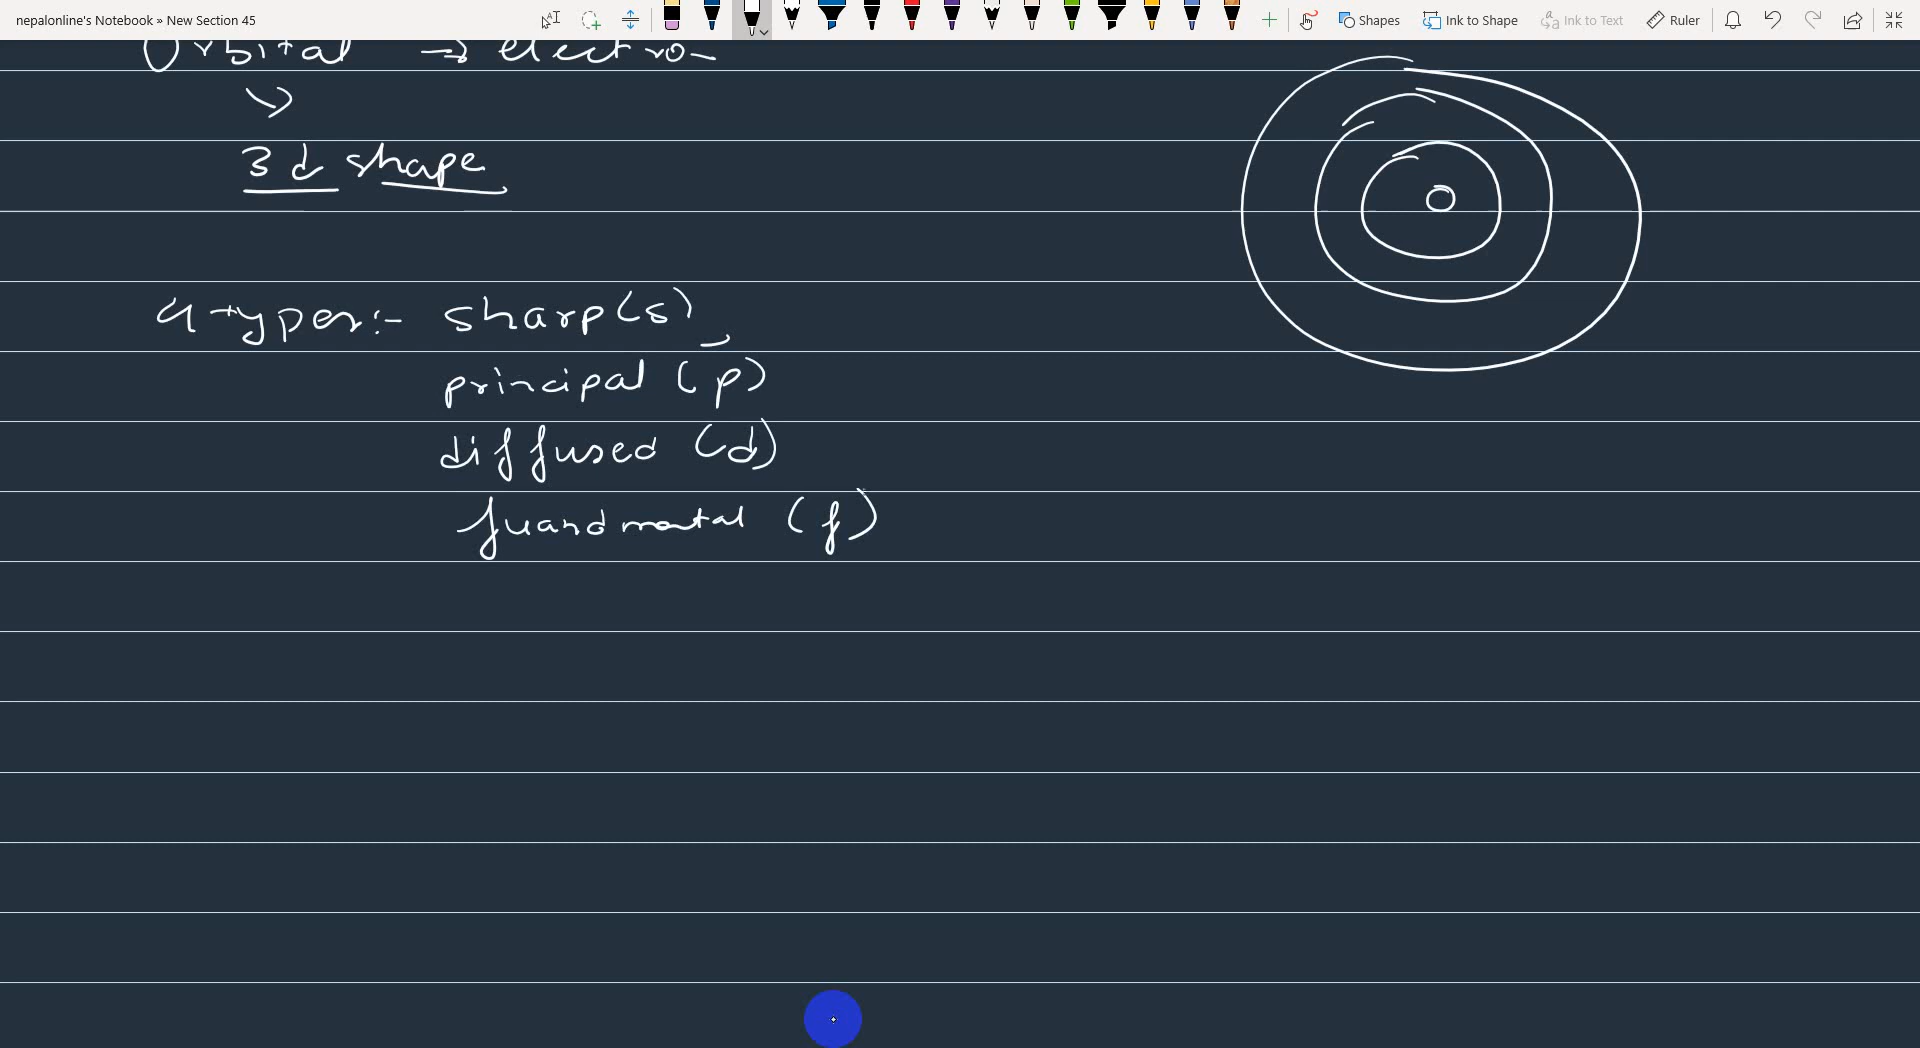 nepalonline's Notebook » New Section 45
Shapes
Ink to Shape
Ink to Text
Ruler
Orbital → electron
3d shape
4 types:- sharp(s),
principal (p)
diffused (d)
fuandmental (f)